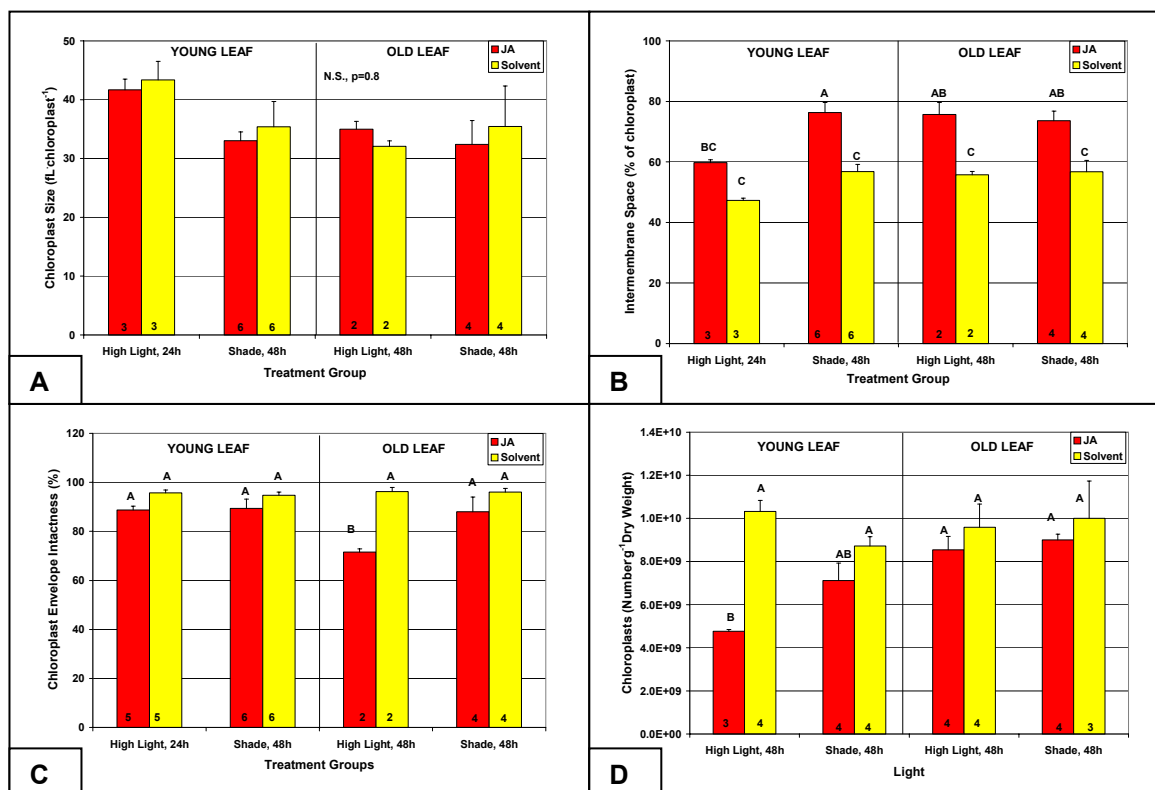 YOUNG LEAF OLD LEAF
JA
Solvent
N.S., p=0.8
Chloroplast Size (fL·chloroplast-1)
50
40
30
20
10
0
3 3 6 6 2 2 4 4
High Light, 24h Shade, 48h High Light, 48h Shade, 48h
Treatment Group
A
YOUNG LEAF OLD LEAF
JA
Solvent
Intermembrane Space (% of chloroplast)
100
80
60
40
20
0
BC C A C AB C AB C
3 3 6 6 2 2 4 4
High Light, 24h Shade, 48h High Light, 48h Shade, 48h
Treatment Group
B
YOUNG LEAF OLD LEAF
JA
Solvent
Chloroplast Envelope Intactness (%)
120
100
80
60
40
20
0
A A A A B A A A
5 5 6 6 2 2 4 4
High Light, 24h Shade, 48h High Light, 48h Shade, 48h
Treatment Groups
C
YOUNG LEAF OLD LEAF
JA
Solvent
Chloroplasts (Number g-1Dry Weight)
1.4E+10
1.2E+10
1.0E+10
8.0E+09
6.0E+09
4.0E+09
2.0E+09
0.0E+00
B A AB A A A A A
3 4 4 4 4 4 4 3
High Light, 48h Shade, 48h High Light, 48h Shade, 48h
Light
D